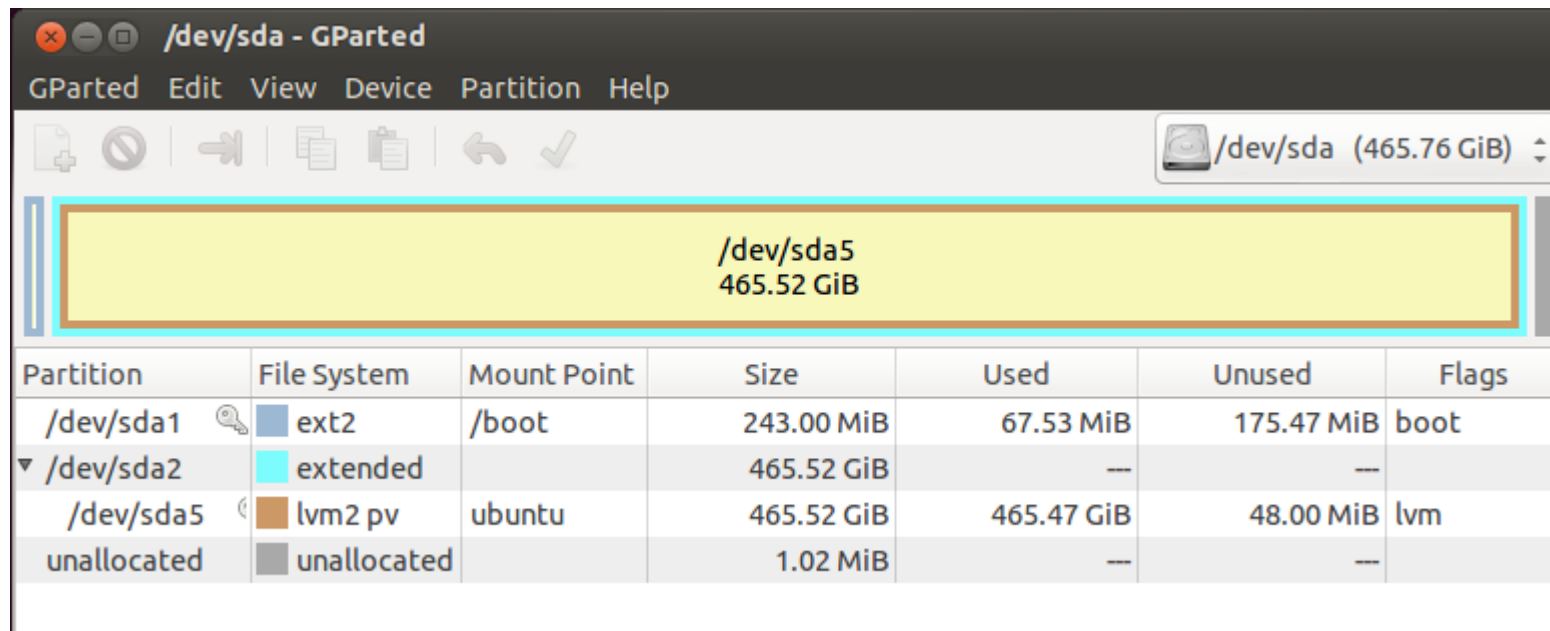 /dev/sda - GParted
GParted Edit View Device Partition Help
/dev/sda (465.76 GiB)
/dev/sda5
465.52 GiB
Partition File System Mount Point Size Used Unused Flags
/dev/sda1 ext2 /boot 243.00 MiB 67.53 MiB 175.47 MiB boot
/dev/sda2 extended 465.52 GiB --- ---
/dev/sda5 lvm2 pv ubuntu 465.52 GiB 465.47 GiB 48.00 MiB lvm
unallocated unallocated 1.02 MiB --- ---